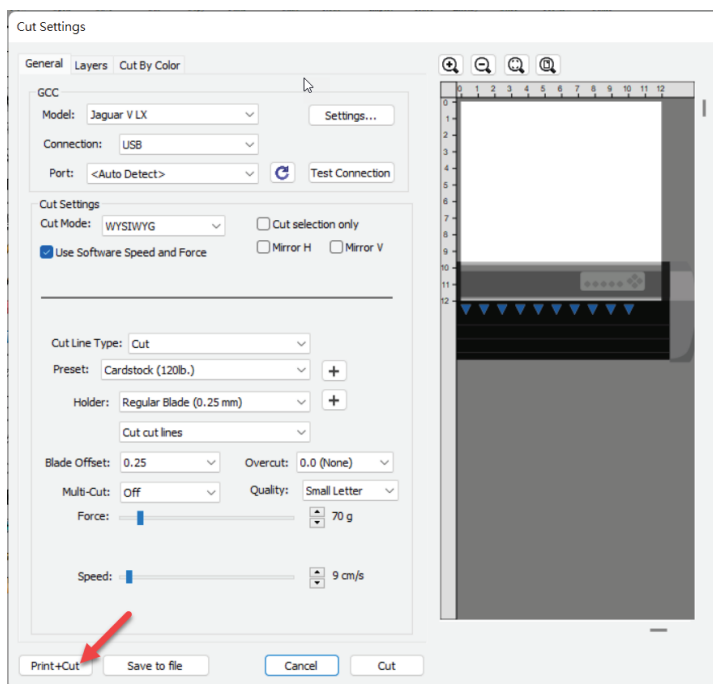 Cut Settings
General Layers Cut By Color
GCC
Model: Jaguar V LX Settings...
Connection: USB
Port: <Auto Detect> Test Connection
Cut Settings
Cut Mode: WYSIWYG Cut selection only
Use Software Speed and Force Mirror H Mirror V
Cut Line Type: Cut
Preset: Cardstock (120lb.) +
Holder: Regular Blade (0.25 mm) +
Cut cut lines
Blade Offset: 0.25 Overcut: 0.0 (None)
Multi-Cut: Off Quality: Small Letter
Force: 70 g
Speed: 9 cm/s
Print+Cut Save to file Cancel Cut
0 1 2 3 4 5 6 7 8 9 10 11 12
0
1
2
3
4
5
6
7
8
9
10
11
12